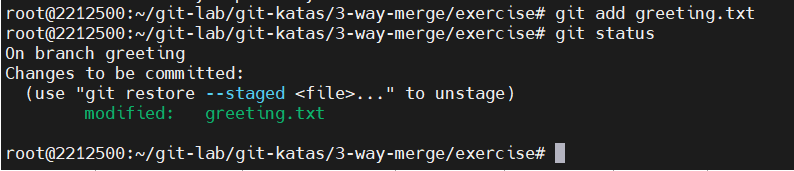 root@2212500:~/git-lab/git-katas/3-way-merge/exercise# git add greeting.txt
root@2212500:~/git-lab/git-katas/3-way-merge/exercise# git status
On branch greeting
Changes to be committed:
  (use "git restore --staged <file>..." to unstage)
        modified:   greeting.txt

root@2212500:~/git-lab/git-katas/3-way-merge/exercise#